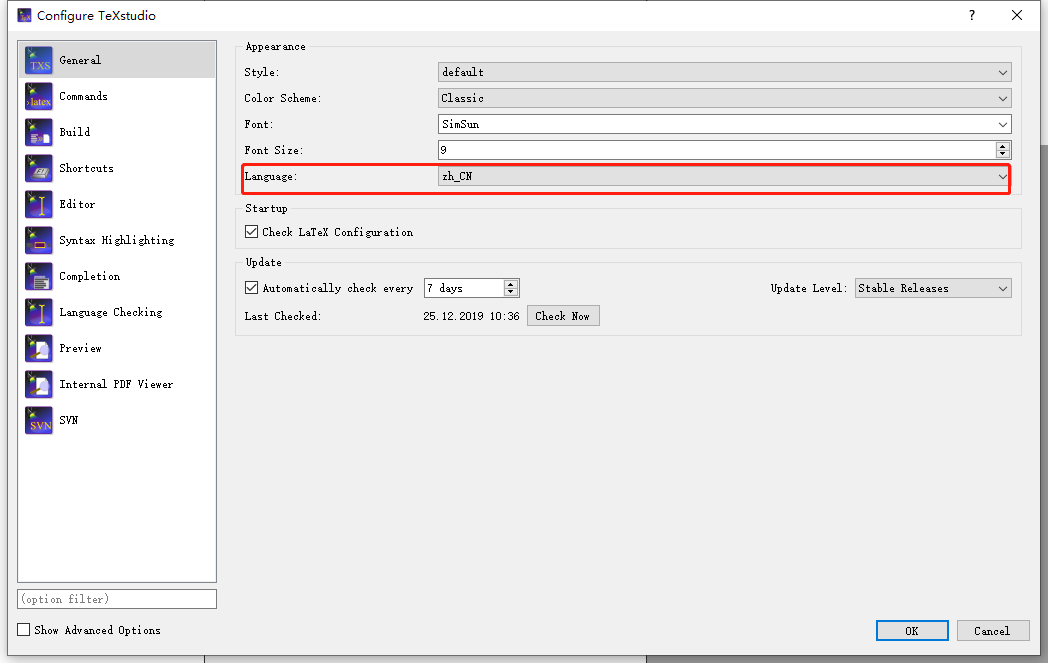 Configure TeXstudio
?
TXS General
>latex Commands
Build
Shortcuts
Editor
Syntax Highlighting
Completion
Language Checking
Preview
Internal PDF Viewer
SVN SVN
(option filter)
Show Advanced Options
Appearance
Style: default
Color Scheme: Classic
Font: SimSun
Font Size: 9
Language: zh_CN
Startup
Check LaTeX Configuration
Update
Automatically check every 7 days Update Level: Stable Releases
Last Checked: 25.12.2019 10:36 Check Now
OK Cancel